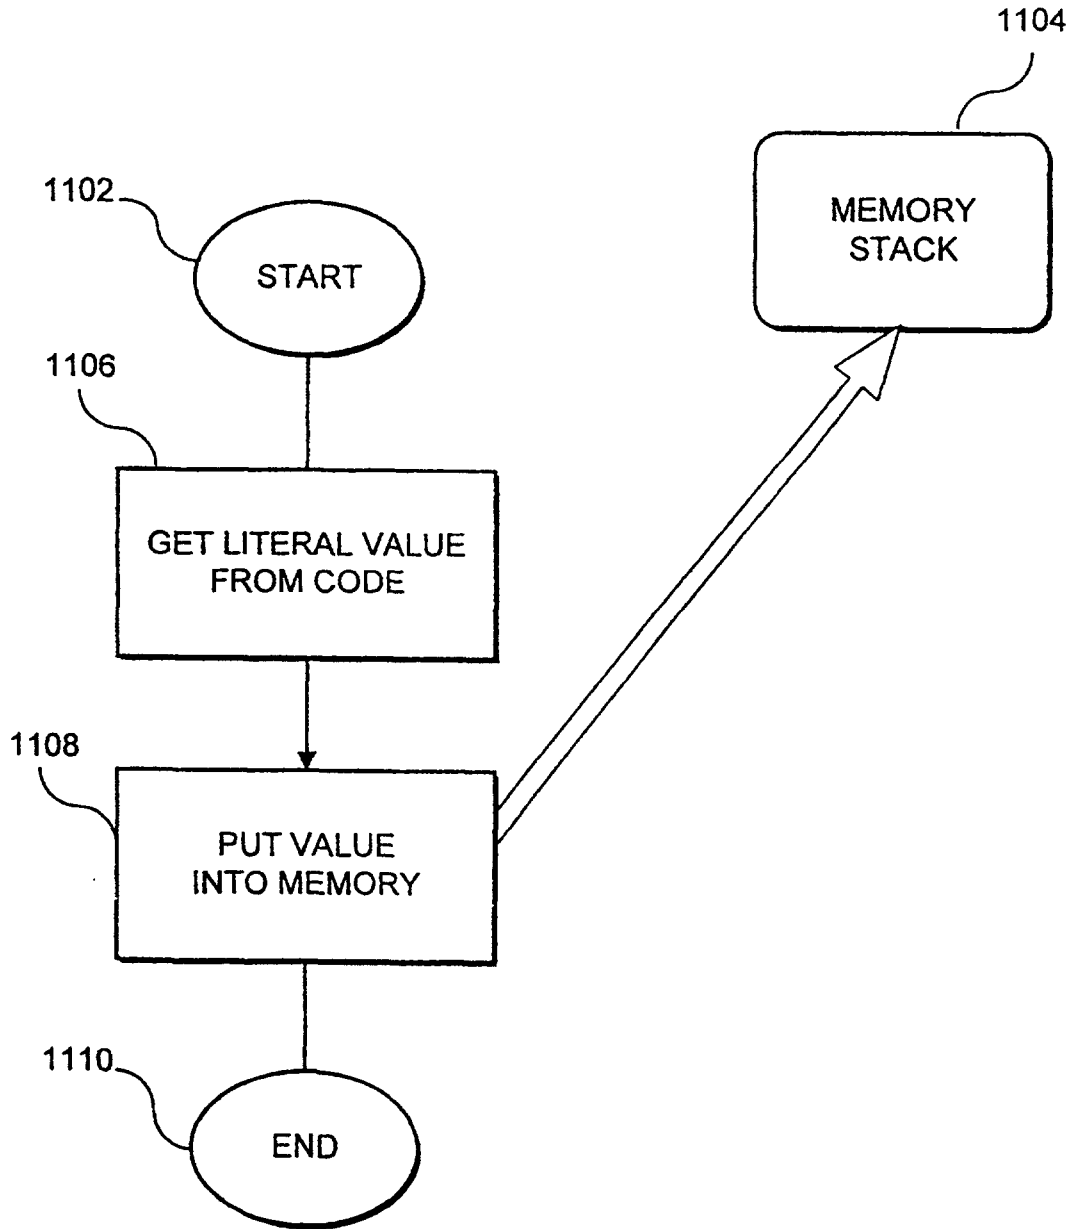 1104
MEMORY
STACK
1102
START
1106
GET LITERAL VALUE
FROM CODE
1108
PUT VALUE
INTO MEMORY
1110
END